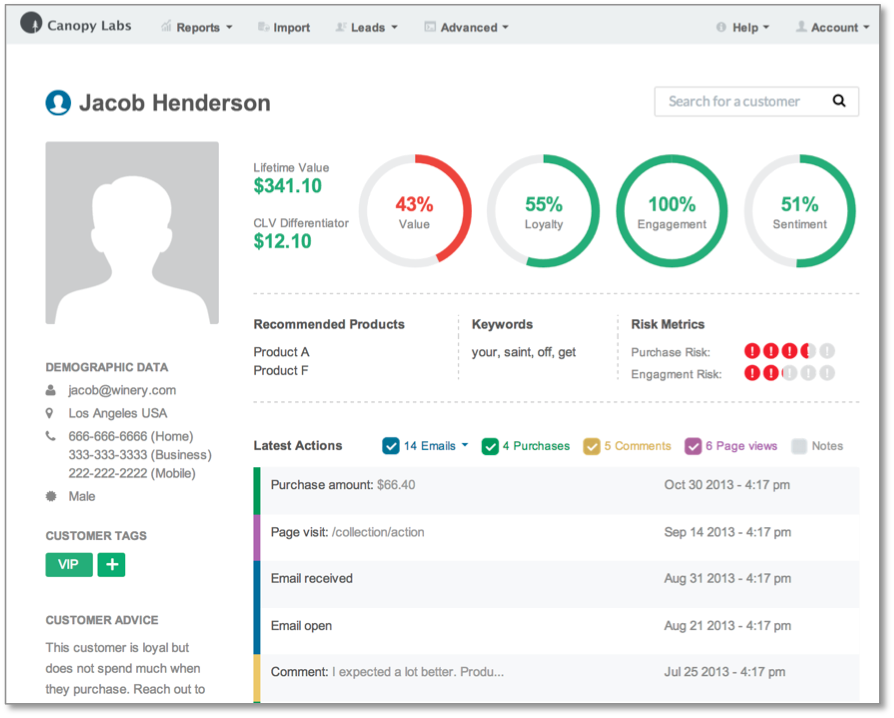 Canopy Labs
Reports
Import
Leads
Advanced
Help
Account
Jacob Henderson
Search for a customer
Lifetime Value
$341.10
CLV Differentiator
$12.10
43%
Value
55%
Loyalty
100%
Engagement
51%
Sentiment
Recommended Products
Product A
Product F
Keywords
your, saint, off, get
Risk Metrics
Purchase Risk:
Engagment Risk:
DEMOGRAPHIC DATA
jacob@winery.com
Los Angeles USA
666-666-6666 (Home)
333-333-3333 (Business)
222-222-2222 (Mobile)
Male
CUSTOMER TAGS
VIP +
CUSTOMER ADVICE
This customer is loyal but
does not spend much when
they purchase. Reach out to
Latest Actions
14 Emails
4 Purchases
5 Comments
6 Page views
Notes
Purchase amount: $66.40 Oct 30 2013 - 4:17 pm
Page visit: /collection/action Sep 14 2013 - 4:17 pm
Email received Aug 31 2013 - 4:17 pm
Email open Aug 21 2013 - 4:17 pm
Comment: I expected a lot better. Produ... Jul 25 2013 - 4:17 pm